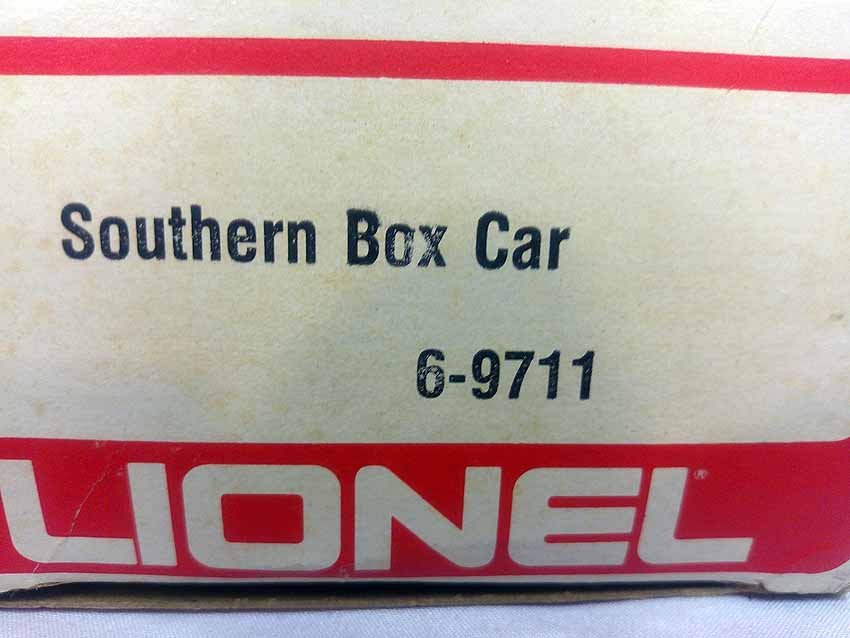 Southern Box Car
6-9711
LIONEL®